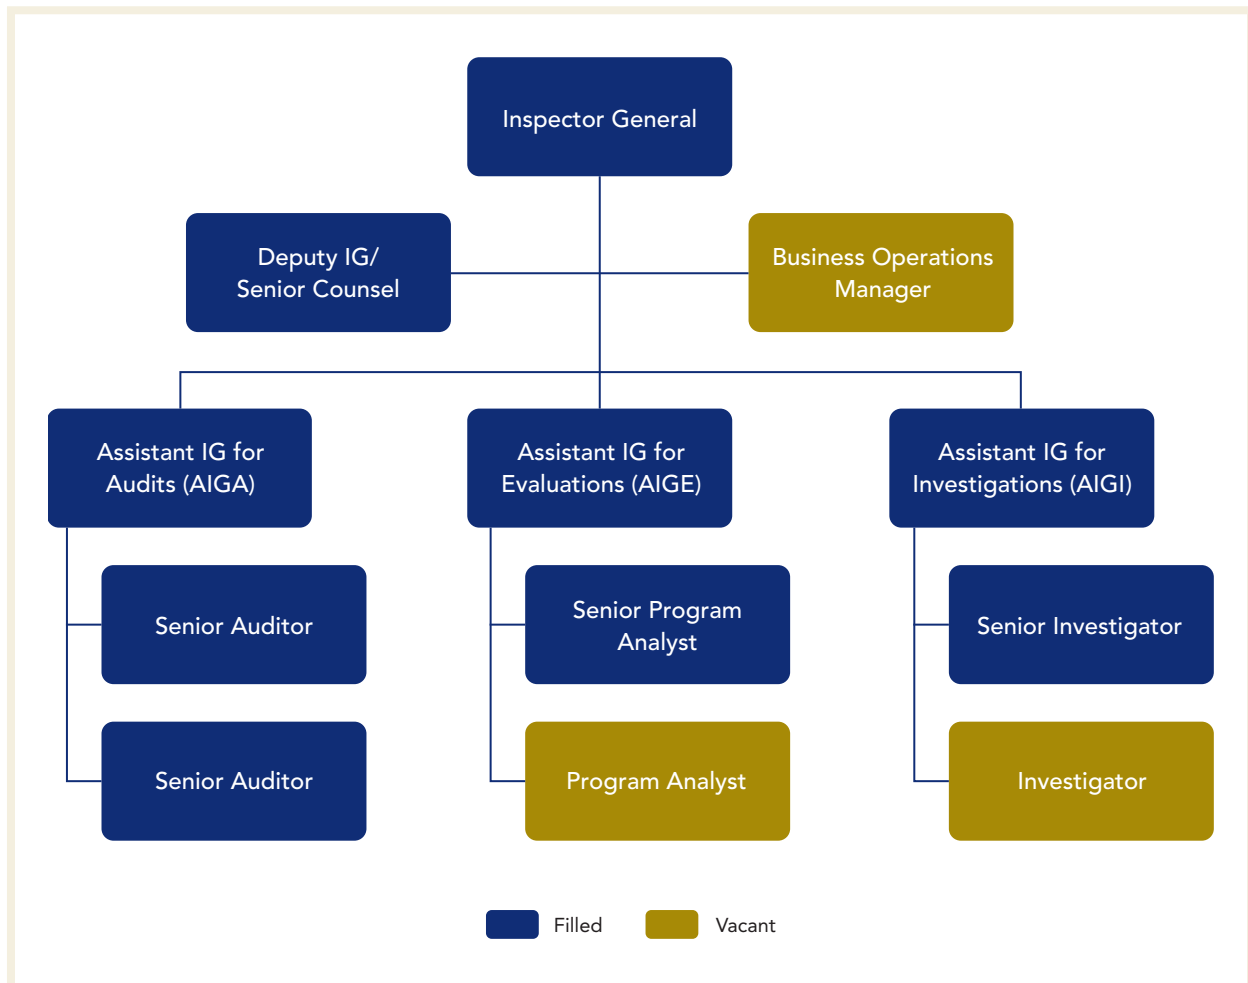 Inspector General
Deputy IG/
Senior Counsel
Business Operations
Manager
Assistant IG for
Audits (AIGA)
Assistant IG for
Evaluations (AIGE)
Assistant IG for
Investigations (AIGI)
Senior Auditor
Senior Program
Analyst
Senior Investigator
Senior Auditor
Program Analyst
Investigator
Filled
Vacant